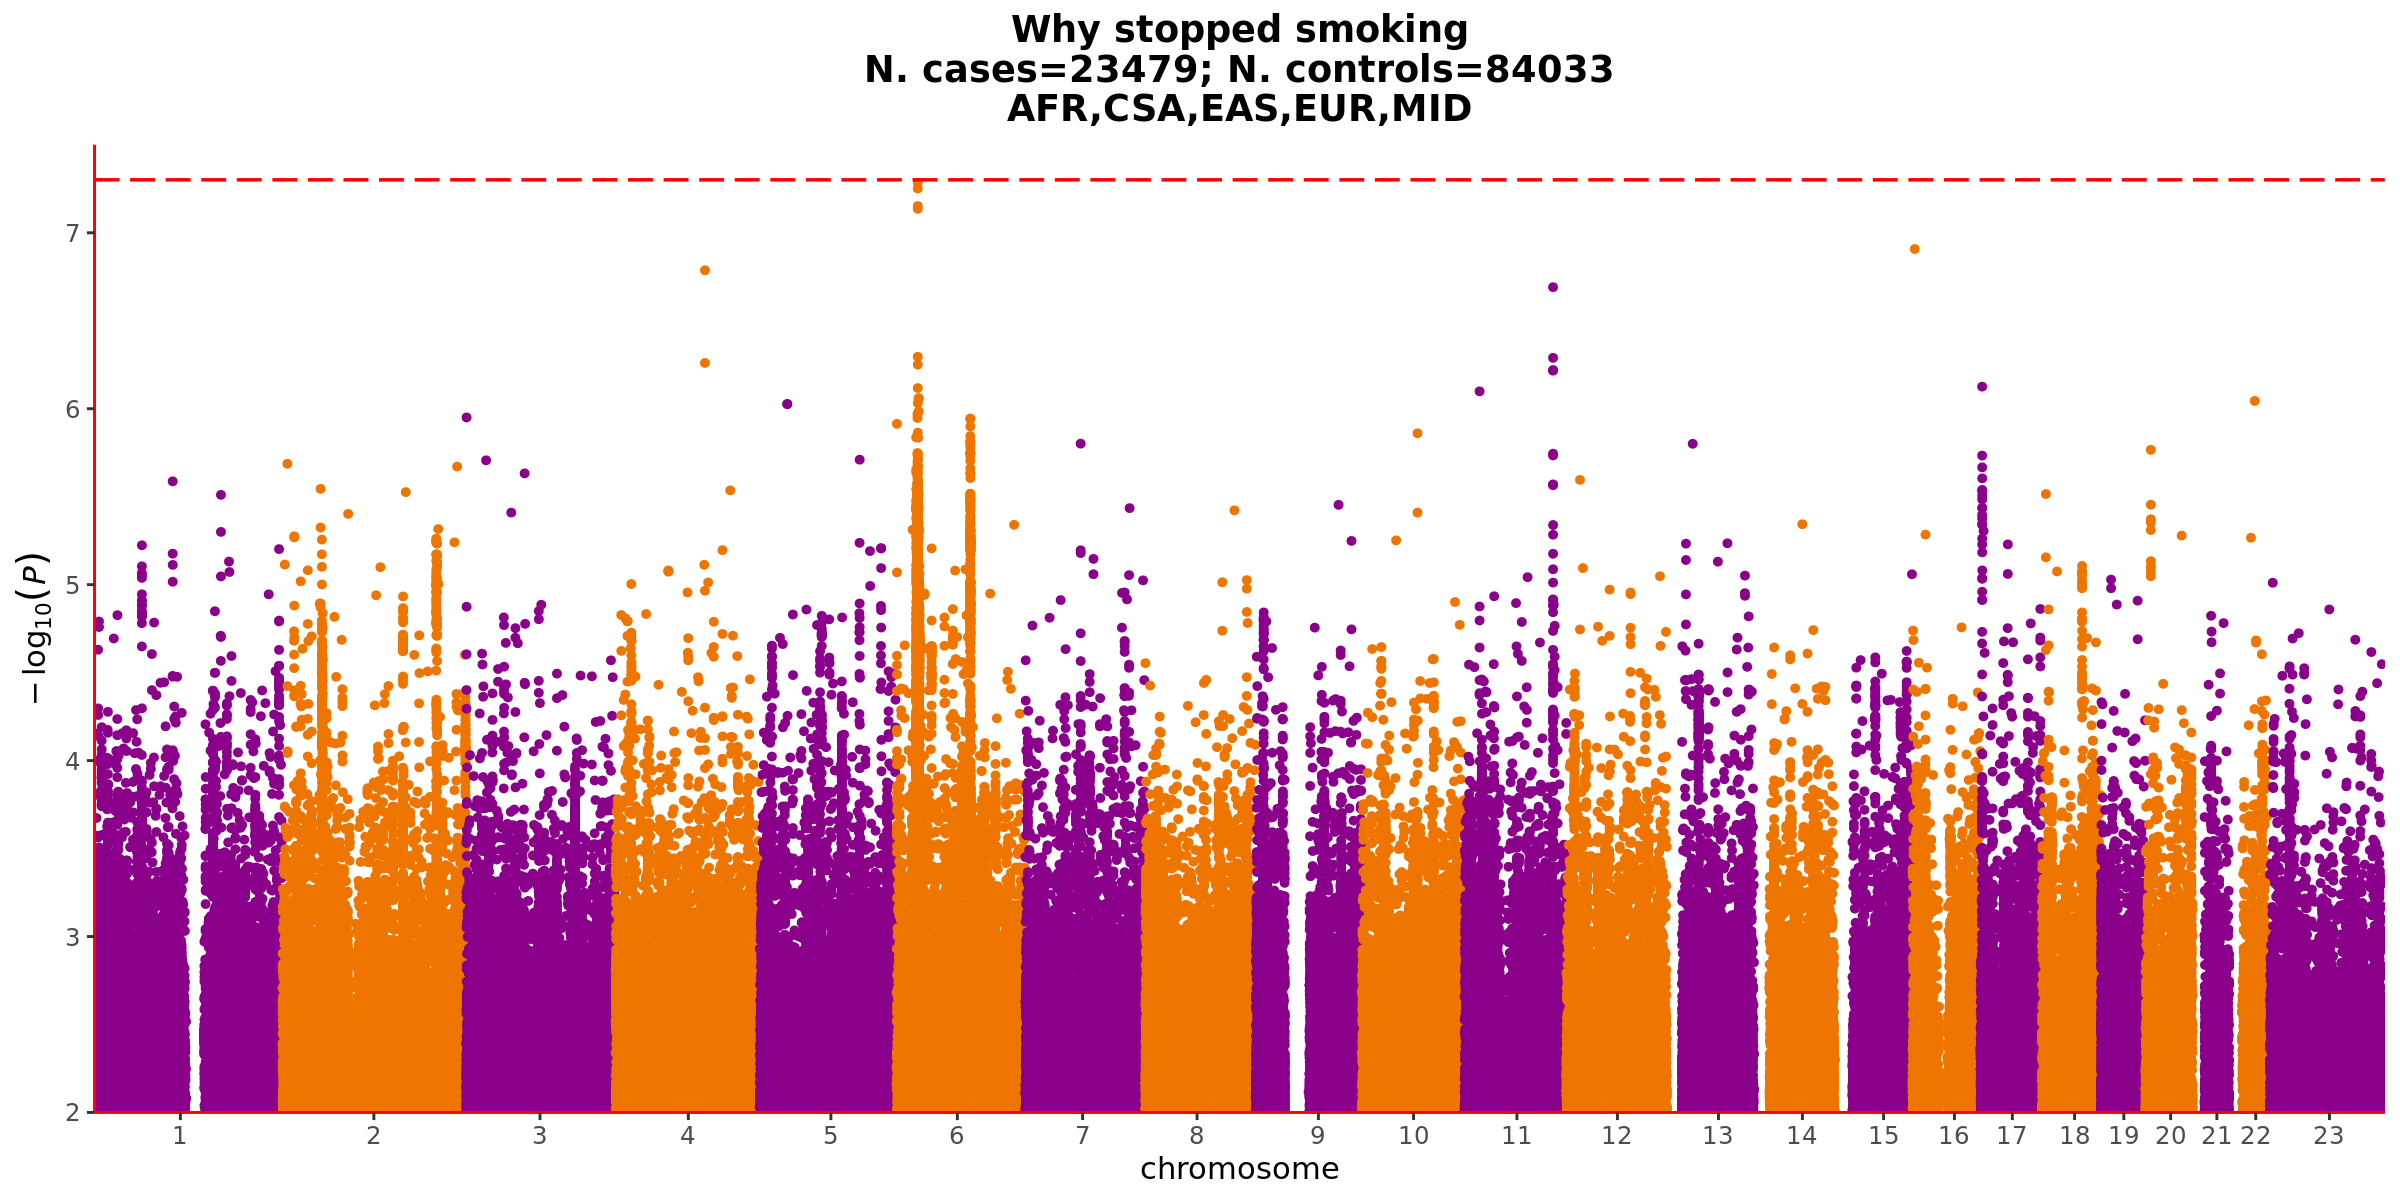 Why stopped smoking
N. cases=23479; N. controls=84033
AFR,CSA,EAS,EUR,MID
−log10(P)
7
6
5
4
3
2
1 2 3 4 5 6 7 8 9 10 11 12 13 14 15 16 17 18 19 20 21 22 23
chromosome